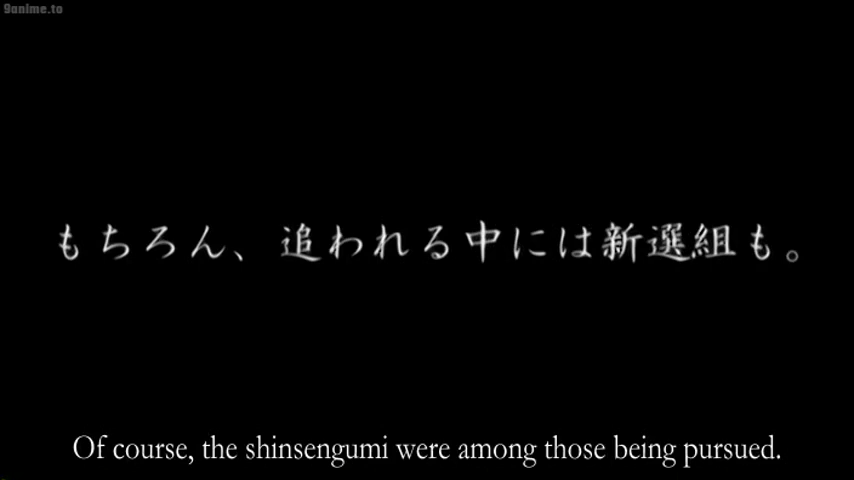 9anime.to
もちろん、追われる中には新選組も。
Of course, the shinsengumi were among those being pursued.